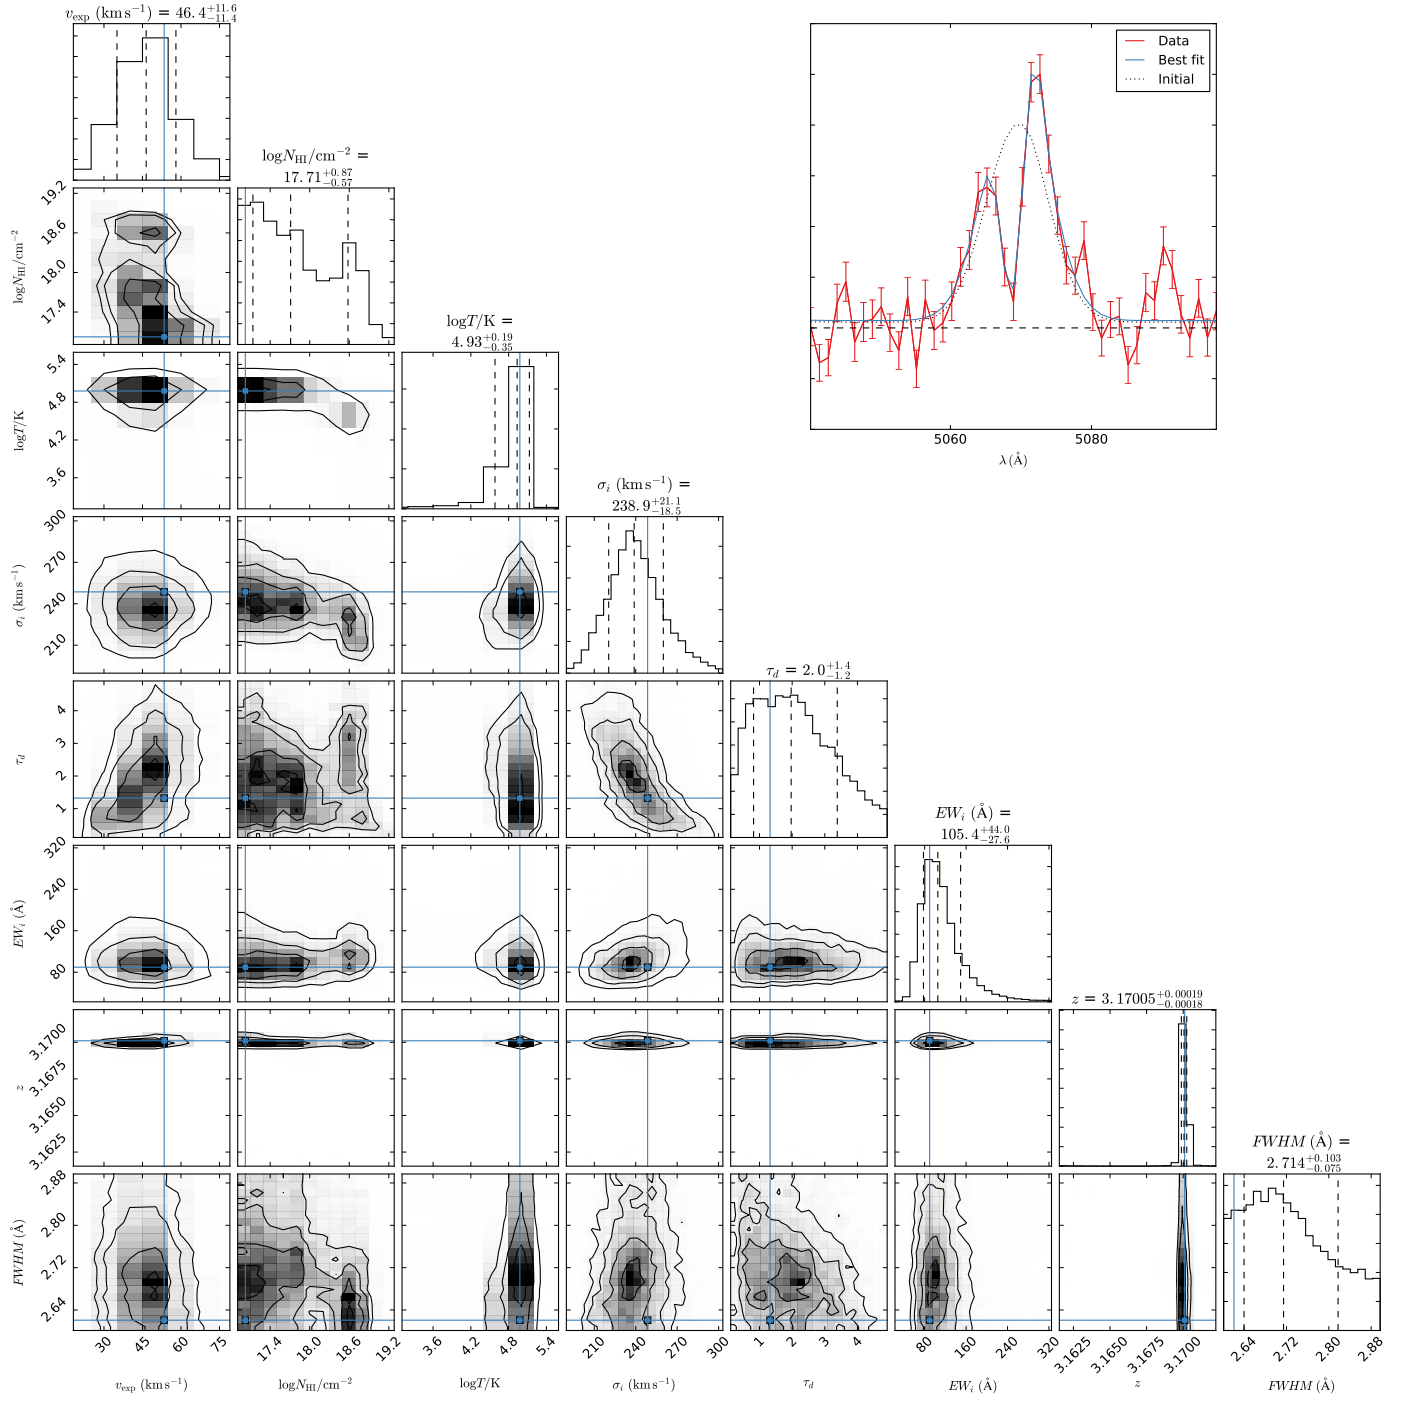 v_exp (km s⁻¹) = 46.4 +11.6 −11.4
Data
Best fit
Initial
5060
5080
λ (Å)
logN_HI/cm⁻² =
17.71 +0.87 −0.57
19.2
18.6
18.0
17.4
logN_HI/cm⁻²
logT/K =
4.93 +0.19 −0.35
5.4
4.8
4.2
3.6
logT/K
σ_i (km s⁻¹) =
238.9 +21.1 −18.5
300
270
240
210
σ_i (km s⁻¹)
τ_d = 2.0 +1.4 −1.2
4
3
2
1
τ_d
EW_i (Å) =
105.4 +44.0 −27.6
320
240
160
80
EW_i (Å)
z = 3.17005 +0.00019 −0.00018
3.1700
3.1675
3.1650
3.1625
z
FWHM (Å) =
2.714 +0.103 −0.075
2.88
2.80
2.72
2.64
FWHM (Å)
30 45 60 75
17.4 18.0 18.6 19.2
3.6 4.2 4.8 5.4
210 240 270 300
1 2 3 4
80 160 240 320
3.1625 3.1650 3.1675 3.1700
2.64 2.72 2.80 2.88
v_exp (km s⁻¹)
logN_HI/cm⁻²
logT/K
σ_i (km s⁻¹)
τ_d
EW_i (Å)
z
FWHM (Å)